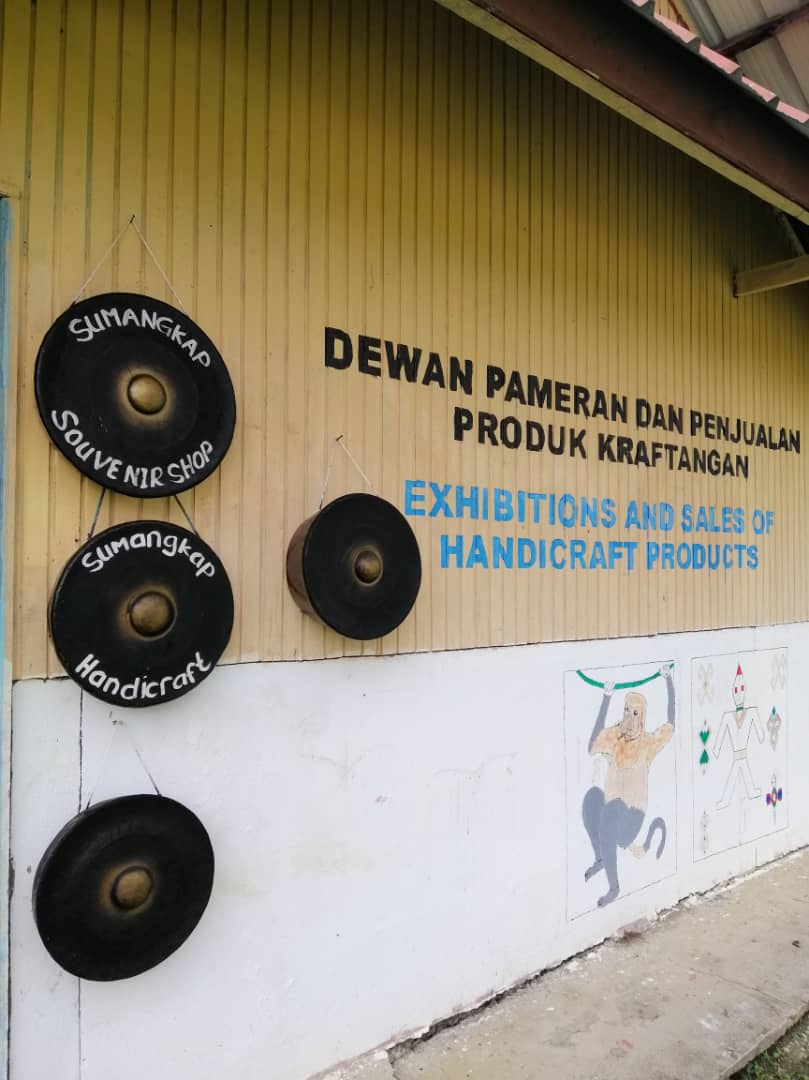 SUMANGKAP
SOUVENIR SHOP
Sumangkap
Handicraft
DEWAN PAMERAN DAN PENJUALAN
PRODUK KRAFTANGAN
EXHIBITIONS AND SALES OF
HANDICRAFT PRODUCTS